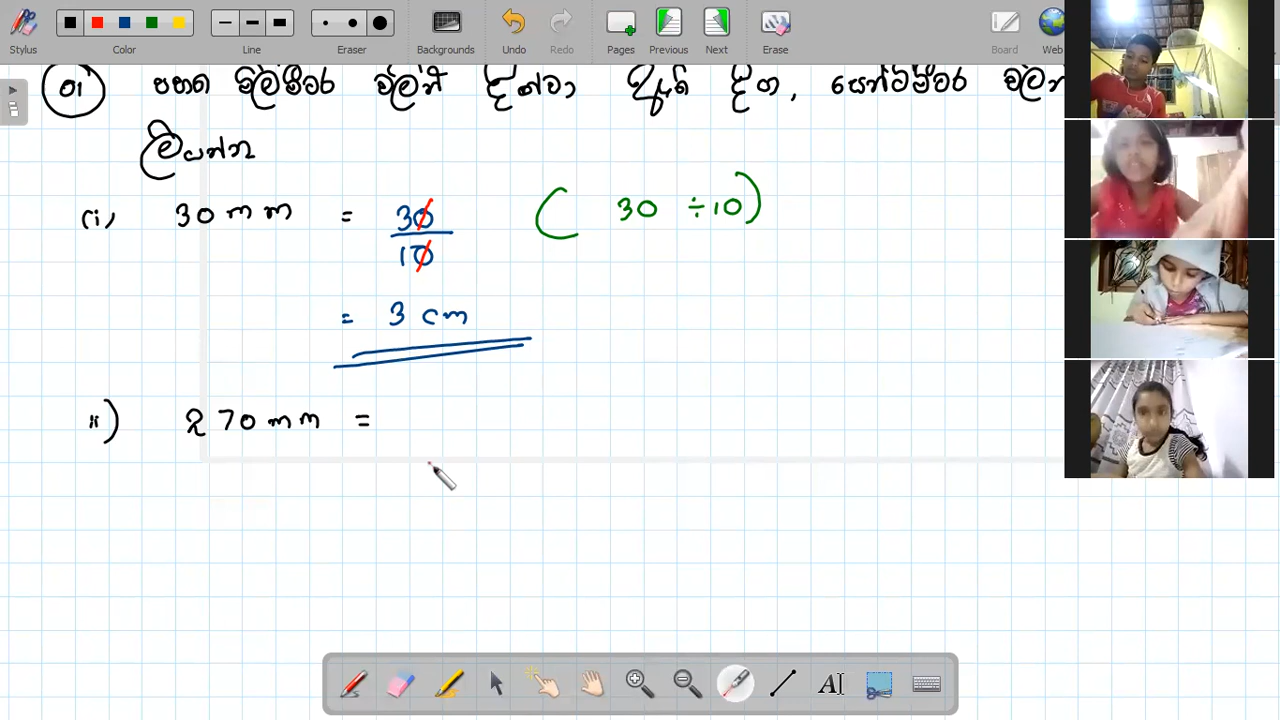 Stylus Color Line Eraser Backgrounds Undo Redo Pages Previous Next Erase Board Web
01 පහත මිලිමීටර වලින් දක්වා ඇති දිග, සෙන්ටිමීටර වලින්
ලියන්න
(i) 30 mm = 30/10 (30 ÷10)
= 3 cm
ii) 270 mm =